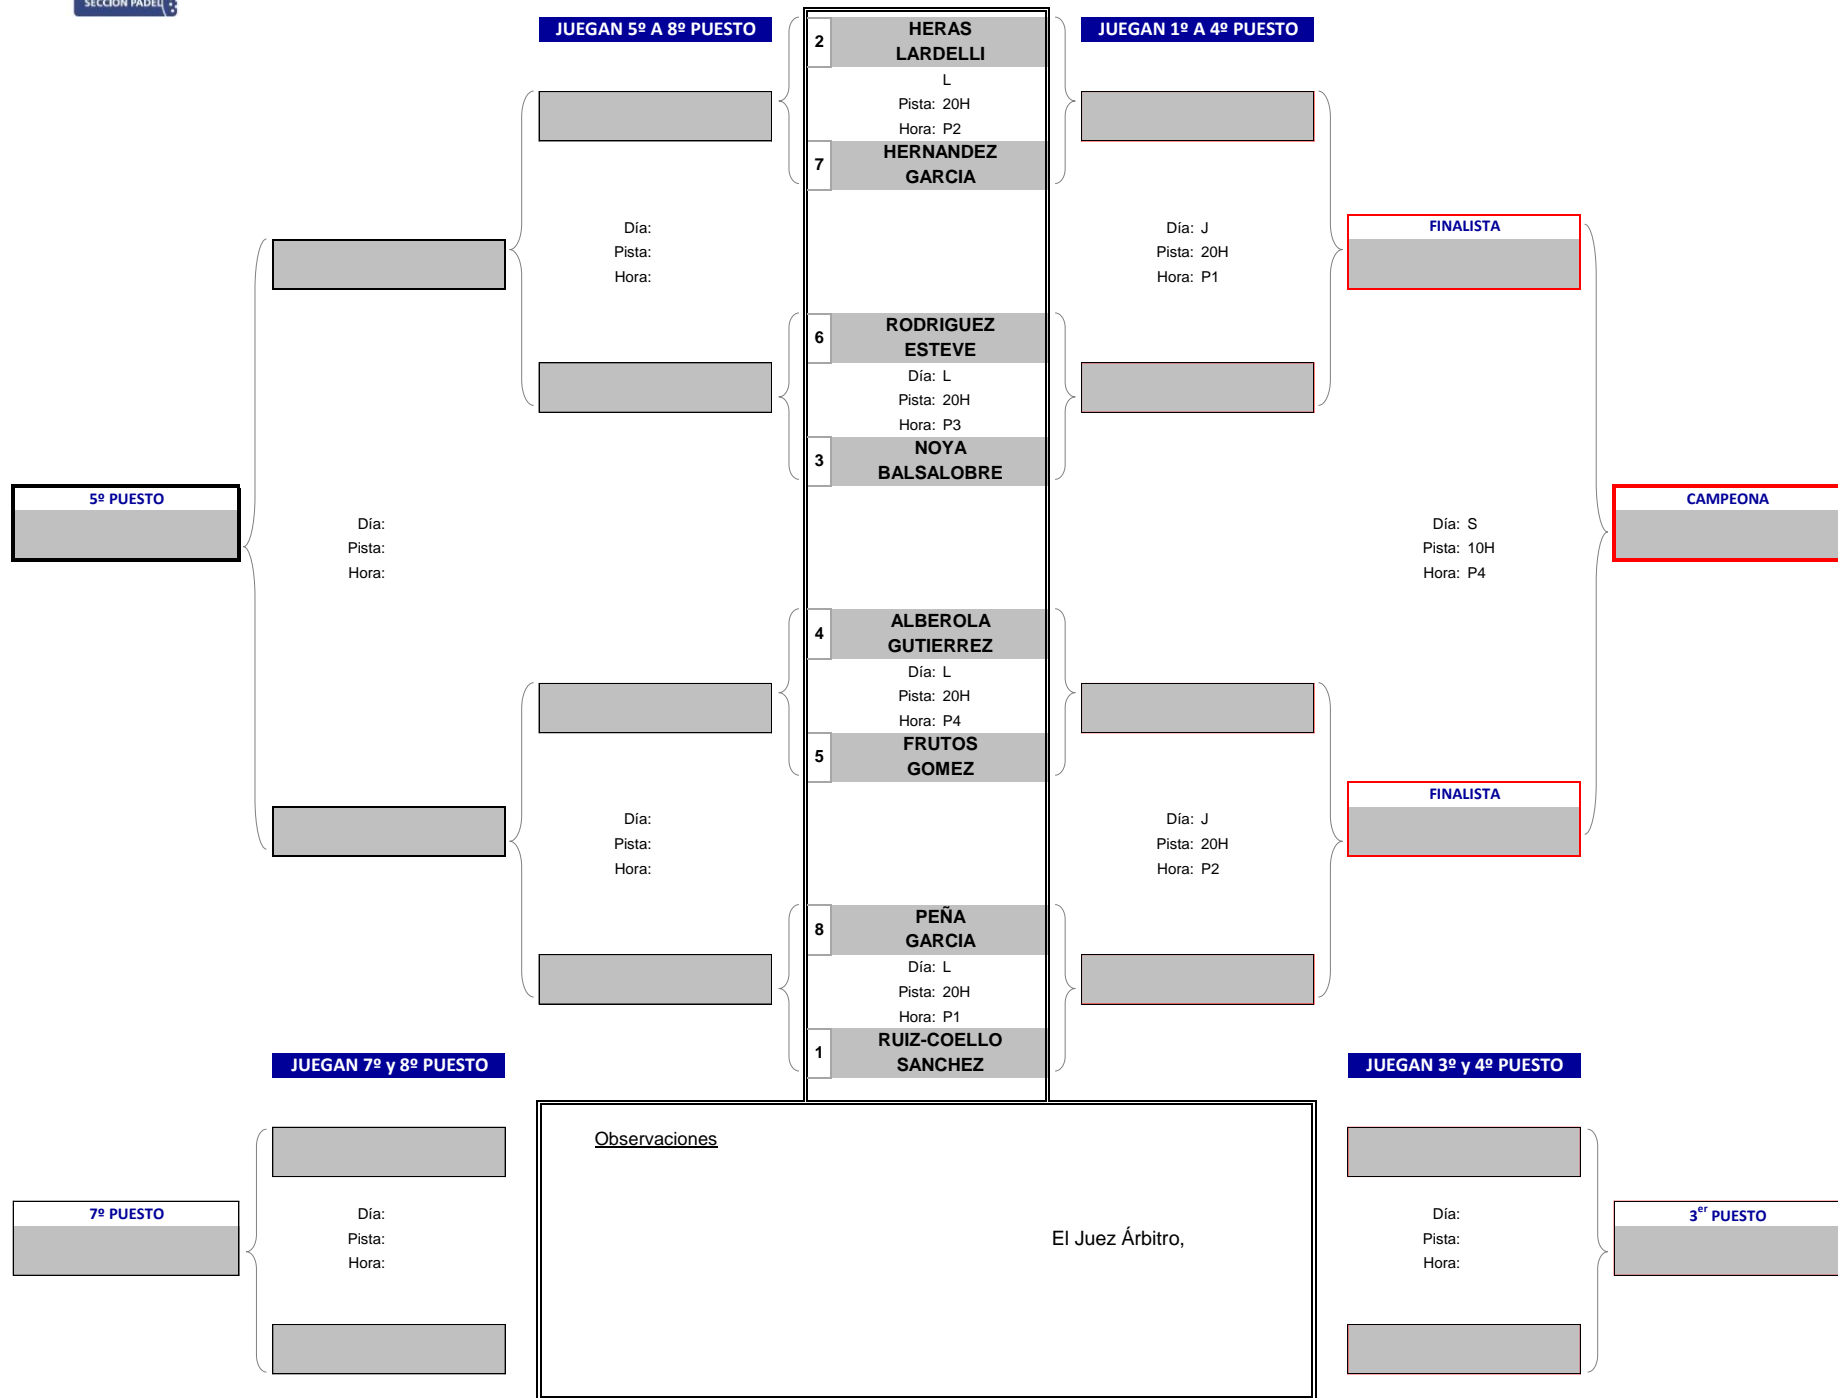 SECCIÓN PADEL
JUEGAN 5º A 8º PUESTO
JUEGAN 1º A 4º PUESTO
2
HERAS
LARDELLI
L
Pista: 20H
Hora: P2
7
HERNANDEZ
GARCIA
Día:
Pista:
Hora:
Día: J
Pista: 20H
Hora: P1
FINALISTA
6
RODRIGUEZ
ESTEVE
Día: L
Pista: 20H
Hora: P3
3
NOYA
BALSALOBRE
5º PUESTO
Día:
Pista:
Hora:
Día: S
Pista: 10H
Hora: P4
CAMPEONA
4
ALBEROLA
GUTIERREZ
Día: L
Pista: 20H
Hora: P4
5
FRUTOS
GOMEZ
Día:
Pista:
Hora:
Día: J
Pista: 20H
Hora: P2
FINALISTA
8
PEÑA
GARCIA
Día: L
Pista: 20H
Hora: P1
1
RUIZ-COELLO
SANCHEZ
JUEGAN 7º y 8º PUESTO
JUEGAN 3º y 4º PUESTO
Observaciones
7º PUESTO
Día:
Pista:
Hora:
El Juez Árbitro,
Día:
Pista:
Hora:
3er PUESTO